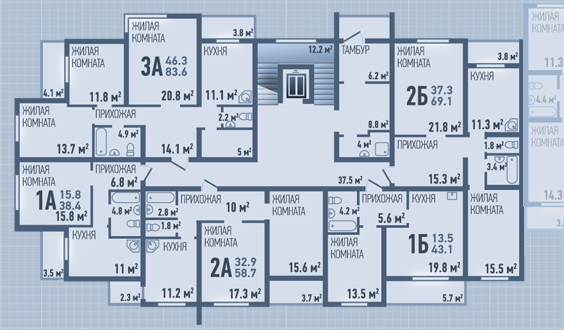 ЖИЛАЯ
КОМНАТА
3А 46.3
83.6
20.8 м²
КУХНЯ
11.1 м²
3.8 м²
12.2 м²
ТАМБУР
6.2 м²
ЖИЛАЯ
КОМНАТА
2Б 37.3
69.1
21.8 м²
3.8 м²
КУХНЯ
11.3 м²
ЖИЛАЯ
КОМНАТА
11.3
4.4 м²
ЖИЛАЯ
КОМНАТА
14.3
3.
ЖИЛАЯ
КОМНАТА
4.1 м²
11.8 м²
ЖИЛАЯ
КОМНАТА
13.7 м²
ПРИХОЖАЯ
4.9 м²
14.1 м²
2.2 м²
5 м²
8.8 м²
4 м²
ПРИХОЖАЯ
15.3 м²
1.8 м²
3.4 м²
ЖИЛАЯ
КОМНАТА
1А 15.8
38.4
15.8 м²
ПРИХОЖАЯ
6.8 м²
4.8 м²
КУХНЯ
11 м²
3.5 м²
ПРИХОЖАЯ
10 м²
2.8 м²
1.8 м²
КУХНЯ
11.2 м²
2.3 м²
ЖИЛАЯ
КОМНАТА
2А 32.9
58.7
17.3 м²
ЖИЛАЯ
КОМНАТА
15.6 м²
3.7 м²
37.5 м²
4.2 м²
ПРИХОЖАЯ
5.6 м²
ЖИЛАЯ
КОМНАТА
13.5 м²
КУХНЯ
1Б 13.5
43.1
19.8 м²
5.7 м²
ЖИЛАЯ
КОМНАТА
15.5 м²